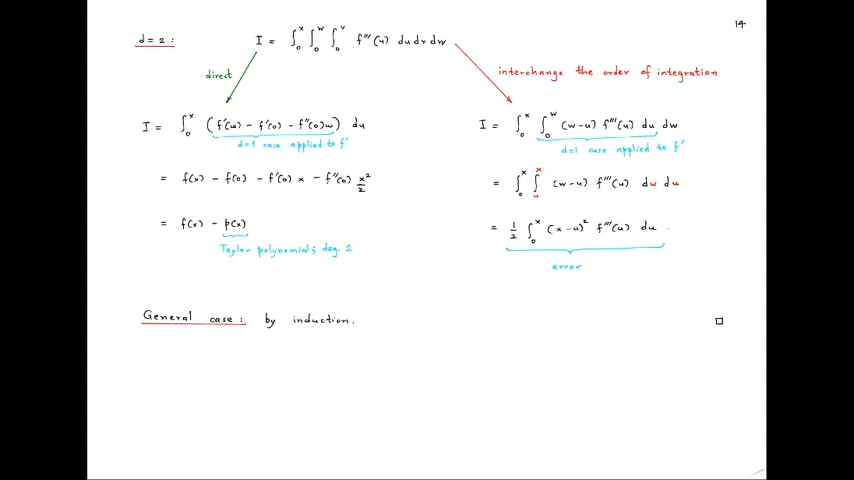 14
d=2: I = ∫₀ˣ ∫₀ʷ ∫₀ᵛ f'''(u) du dv dw
direct
interchange the order of integration
I = ∫₀ˣ (f'(u) − f'(0) − f''(0)u) du
d=1 case applied to f'
= f(x) − f(0) − f'(0) x − f''(0) x²/2
= f(x) − p(x)
Taylor polynomial; deg. 2
I = ∫₀ˣ ∫₀ʷ (w−u) f'''(u) du dw
d=1 case applied to f'
= ∫₀ˣ ∫ᵤˣ (w−u) f'''(u) dw du
= 1/2 ∫₀ˣ (x−u)² f'''(u) du .
error
General case: by induction. □